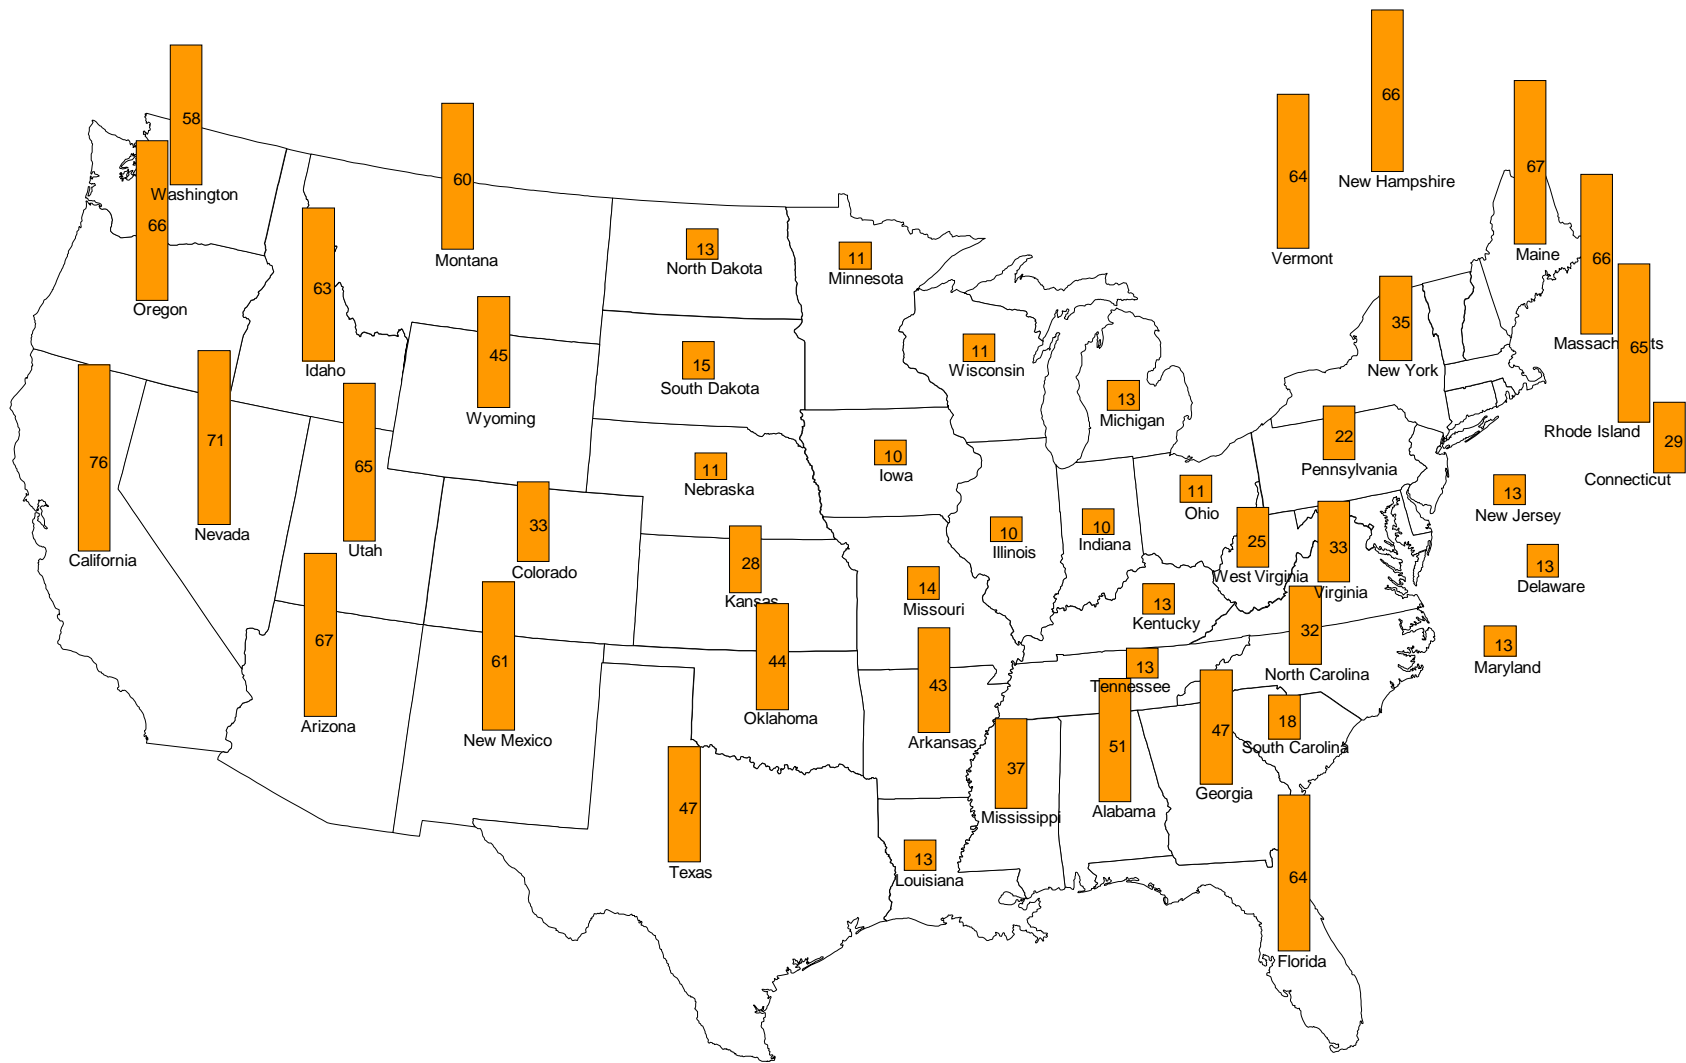 66
New Hampshire
58
Washington
60
Montana
64
Vermont
67
Maine
66
Oregon
63
Idaho
13
North Dakota
11
Minnesota
66
Massach
ts
65
Rhode Island
35
New York
45
Wyoming
15
South Dakota
11
Wisconsin
13
Michigan
29
Connecticut
76
California
71
Nevada
65
Utah
33
Colorado
11
Nebraska
10
Iowa
22
Pennsylvania
13
New Jersey
11
Ohio
10
Illinois
10
Indiana
25
West Virginia
33
Virginia
28
Kansas
14
Missouri
13
Kentucky
13
Delaware
67
Arizona
61
New Mexico
44
Oklahoma
43
Arkansas
13
Tennessee
32
North Carolina
13
Maryland
47
Texas
37
Mississippi
51
Alabama
47
Georgia
18
South Carolina
13
Louisiana
64
Florida